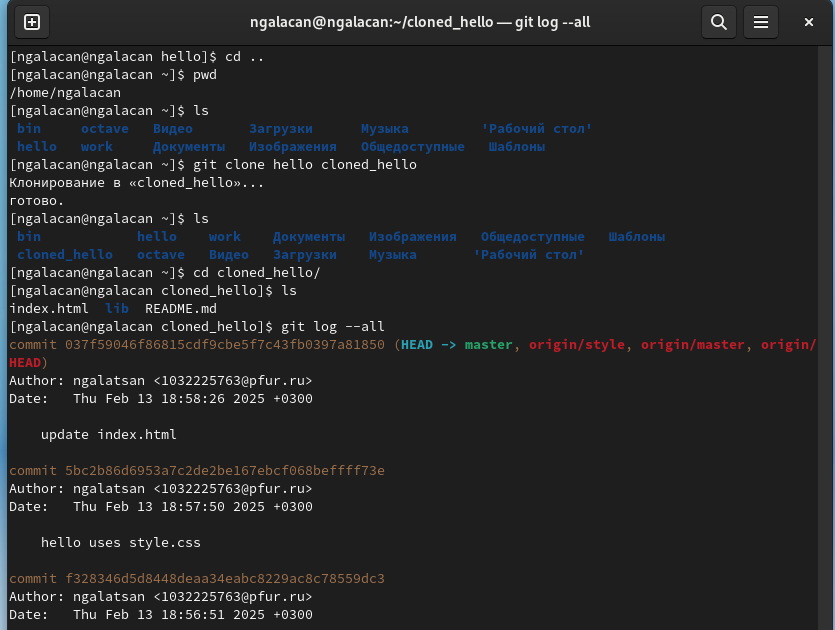 ngalacan@ngalacan:~/cloned_hello — git log --all
[ngalacan@ngalacan hello]$ cd ..
[ngalacan@ngalacan ~]$ pwd
/home/ngalacan
[ngalacan@ngalacan ~]$ ls
bin octave Видео Загрузки Музыка 'Рабочий стол'
hello work Документы Изображения Общедоступные Шаблоны
[ngalacan@ngalacan ~]$ git clone hello cloned_hello
Клонирование в «cloned_hello»...
готово.
[ngalacan@ngalacan ~]$ ls
bin hello work Документы Изображения Общедоступные Шаблоны
cloned_hello octave Видео Загрузки Музыка 'Рабочий стол'
[ngalacan@ngalacan ~]$ cd cloned_hello/
[ngalacan@ngalacan cloned_hello]$ ls
index.html lib README.md
[ngalacan@ngalacan cloned_hello]$ git log --all
commit 037f59046f86815cdf9cbe5f7c43fb0397a81850 (HEAD -> master, origin/style, origin/master, origin/
HEAD)
Author: ngalatsan <1032225763@pfur.ru>
Date: Thu Feb 13 18:58:26 2025 +0300
update index.html
commit 5bc2b86d6953a7c2de2be167ebcf068beffff73e
Author: ngalatsan <1032225763@pfur.ru>
Date: Thu Feb 13 18:57:50 2025 +0300
hello uses style.css
commit f328346d5d8448deaa34eabc8229ac8c78559dc3
Author: ngalatsan <1032225763@pfur.ru>
Date: Thu Feb 13 18:56:51 2025 +0300